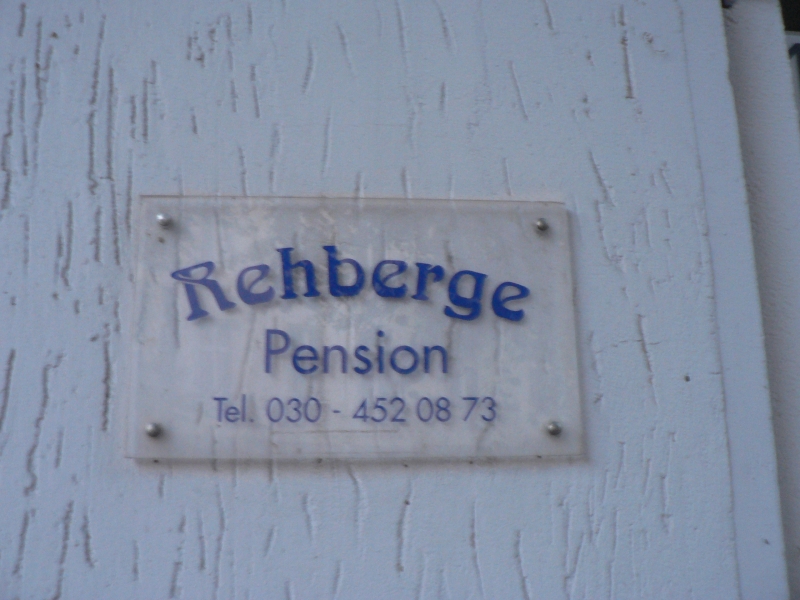 Rehberge
Pension
Tel. 030 - 452 08 73